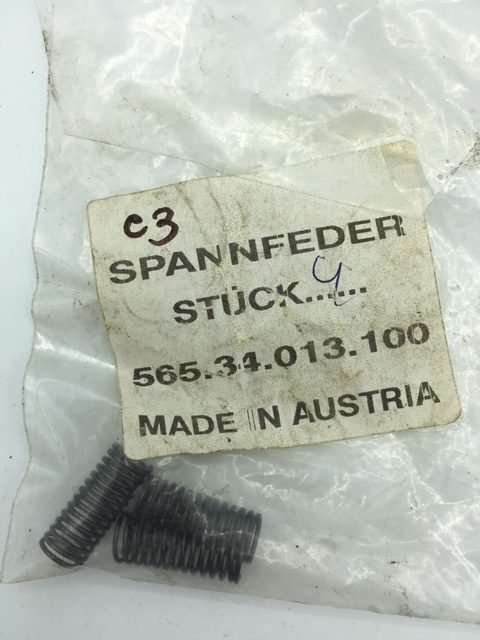 C3
SPANNFEDER
STÜCK...4...
565.34.013.100
MADE IN AUSTRIA